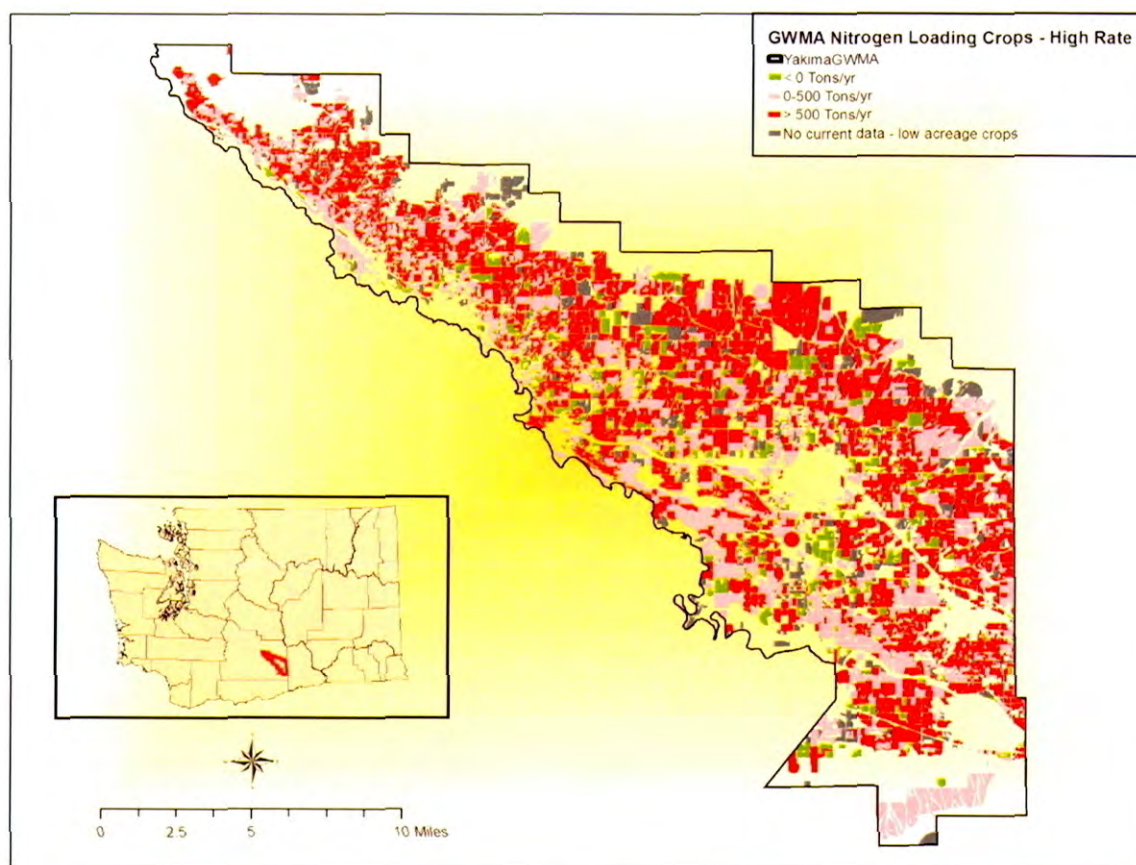 GWMA Nitrogen Loading Crops - High Rate
YakimaGWMA
< 0 Tons/yr
0-500 Tons/yr
> 500 Tons/yr
No current data - low acreage crops
0 2.5 5 10 Miles